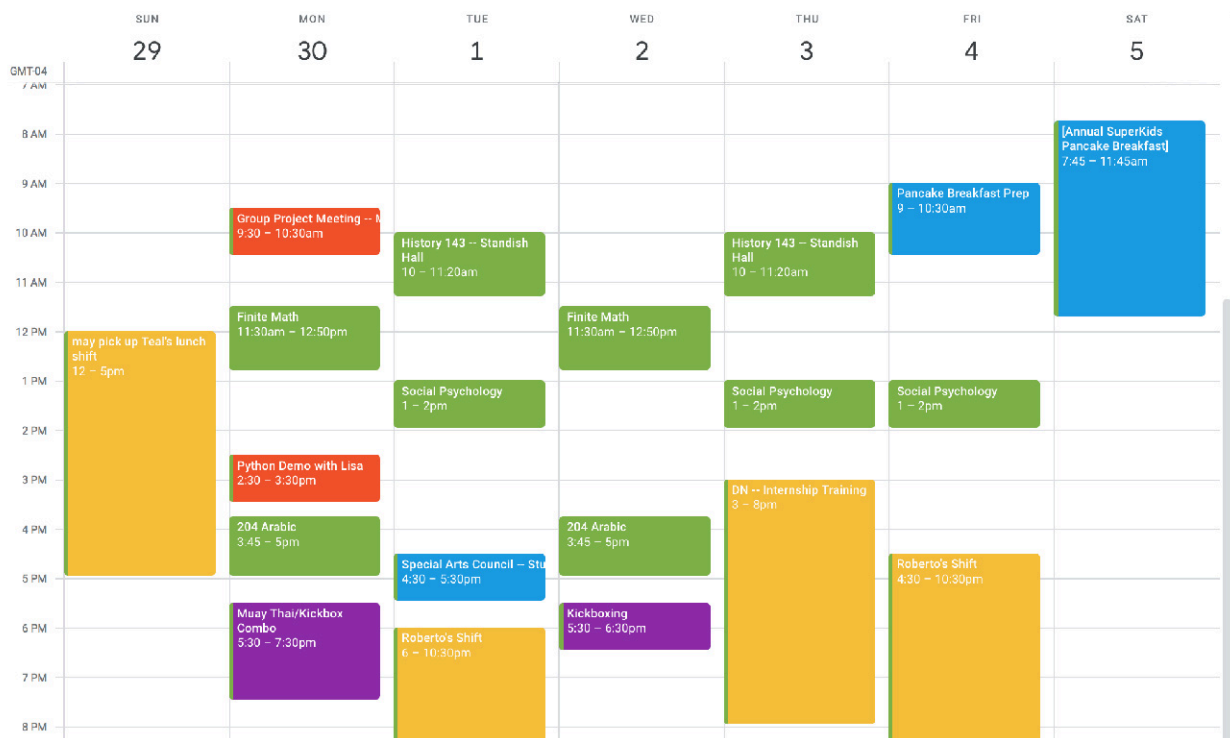 SUN
MON
TUE
WED
THU
FRI
SAT
29
30
1
2
3
4
5
GMT-04
7 AM
8 AM
9 AM
10 AM
11 AM
12 PM
1 PM
2 PM
3 PM
4 PM
5 PM
6 PM
7 PM
8 PM
may pick up Teal's lunch
shift
12 – 5pm
Group Project Meeting -- M
9:30 – 10:30am
Finite Math
11:30am – 12:50pm
Python Demo with Lisa
2:30 – 3:30pm
204 Arabic
3:45 – 5pm
Muay Thai/Kickbox
Combo
5:30 – 7:30pm
History 143 -- Standish
Hall
10 – 11:20am
Social Psychology
1 – 2pm
Special Arts Council -- Stu
4:30 – 5:30pm
Roberto's Shift
6 – 10:30pm
Finite Math
11:30am – 12:50pm
204 Arabic
3:45 – 5pm
Kickboxing
5:30 – 6:30pm
History 143 -- Standish
Hall
10 – 11:20am
Social Psychology
1 – 2pm
DN -- Internship Training
3 – 8pm
Pancake Breakfast Prep
9 – 10:30am
Social Psychology
1 – 2pm
Roberto's Shift
4:30 – 10:30pm
[Annual SuperKids
Pancake Breakfast]
7:45 – 11:45am